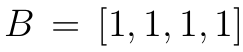 B = [1, 1, 1, 1]